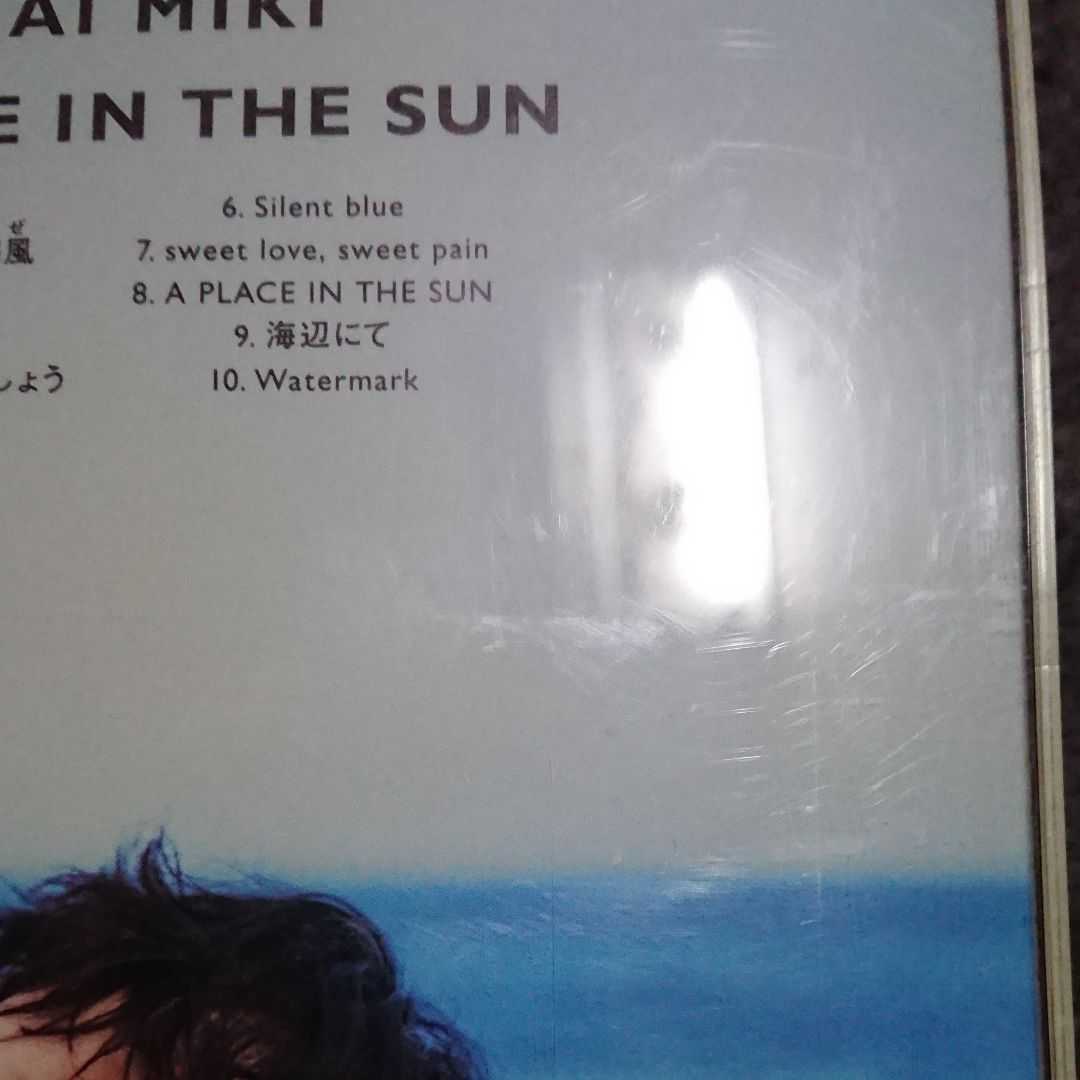 AI MIKI
E IN THE SUN
ぜ
風
しょう
6. Silent blue
7. sweet love, sweet pain
8. A PLACE IN THE SUN
9. 海辺にて
10. Watermark